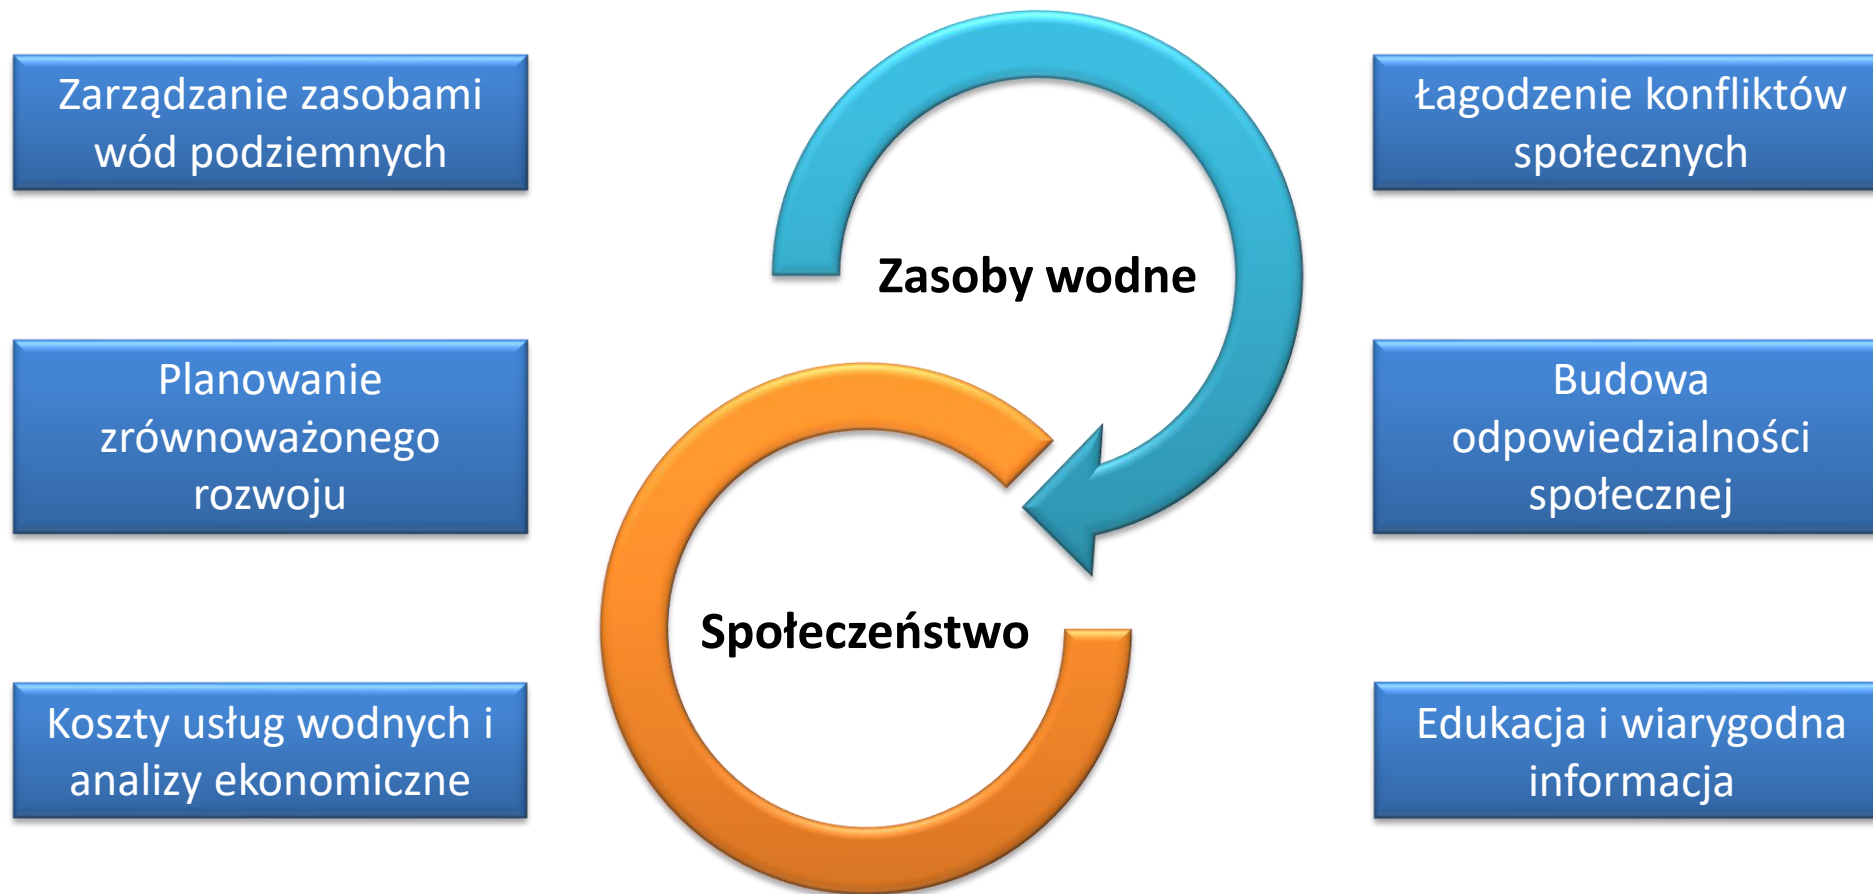 Zarządzanie zasobami
wód podziemnych
Planowanie
zrównoważonego
rozwoju
Koszty usług wodnych i
analizy ekonomiczne
Zasoby wodne
Społeczeństwo
Łagodzenie konfliktów
społecznych
Budowa
odpowiedzialności
społecznej
Edukacja i wiarygodna
informacja